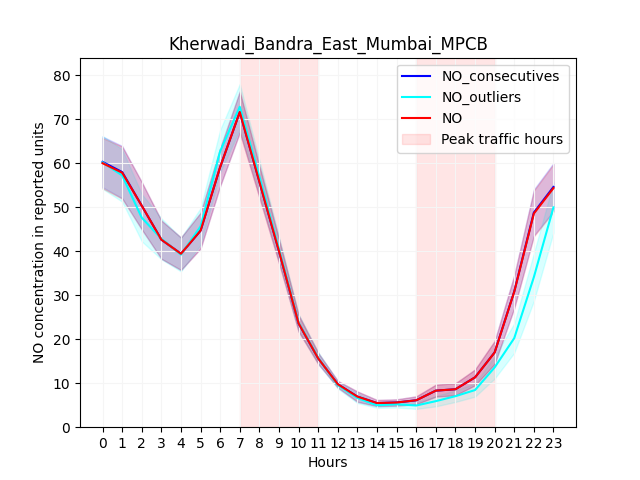 Kherwadi_Bandra_East_Mumbai_MPCB
NO_consecutives
NO_outliers
NO
Peak traffic hours
NO concentration in reported units
80
70
60
50
40
30
20
10
0
0 1 2 3 4 5 6 7 8 9 10 11 12 13 14 15 16 17 18 19 20 21 22 23
Hours